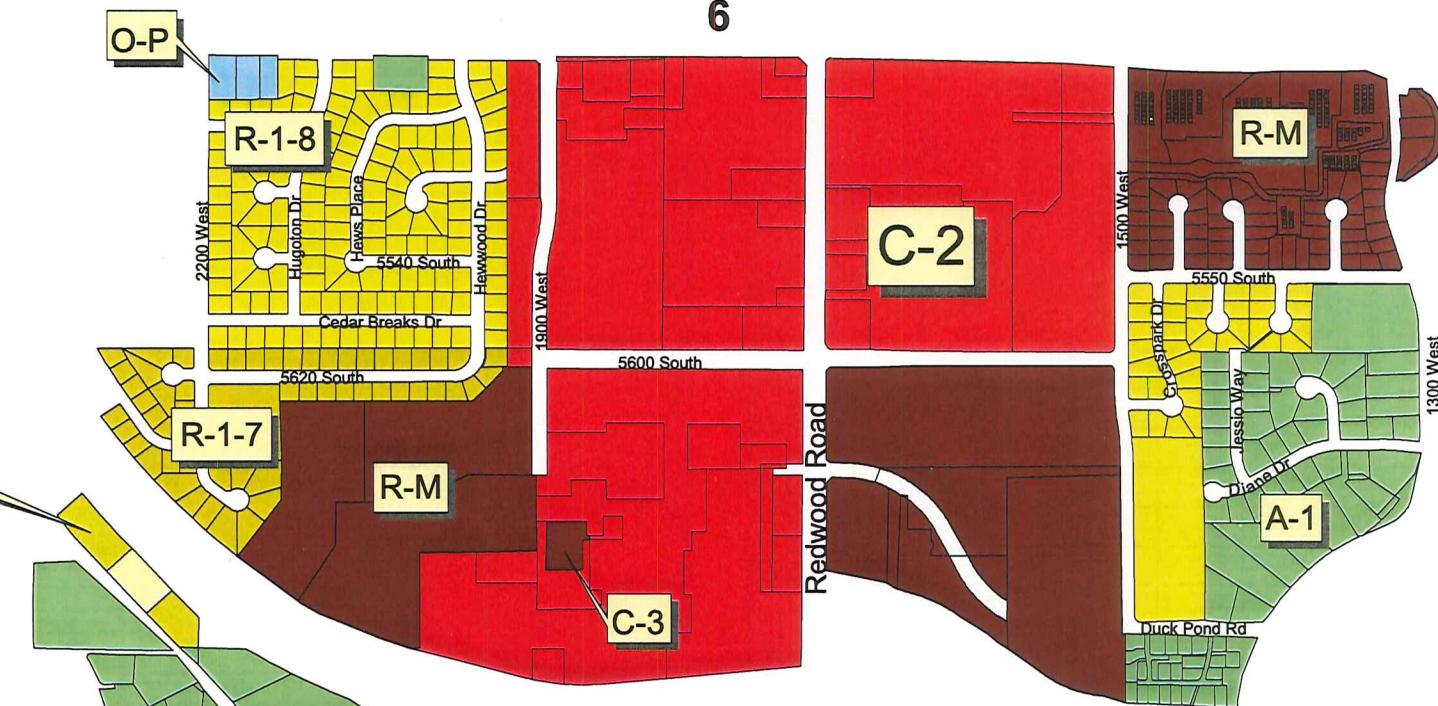 6
O-P
R-1-8
R-M
2200 West
Hugoton Dr
Hews Place
Hewwood Dr
1500 West
C-2
5540 South
5550 South
1900 West
Cedar Breaks Dr
Crosspark Dr
5600 South
5620 South
Jessie Way
1300 West
R-1-7
Redwood Road
R-M
Diane Dr
A-1
C-3
Duck Pond Rd